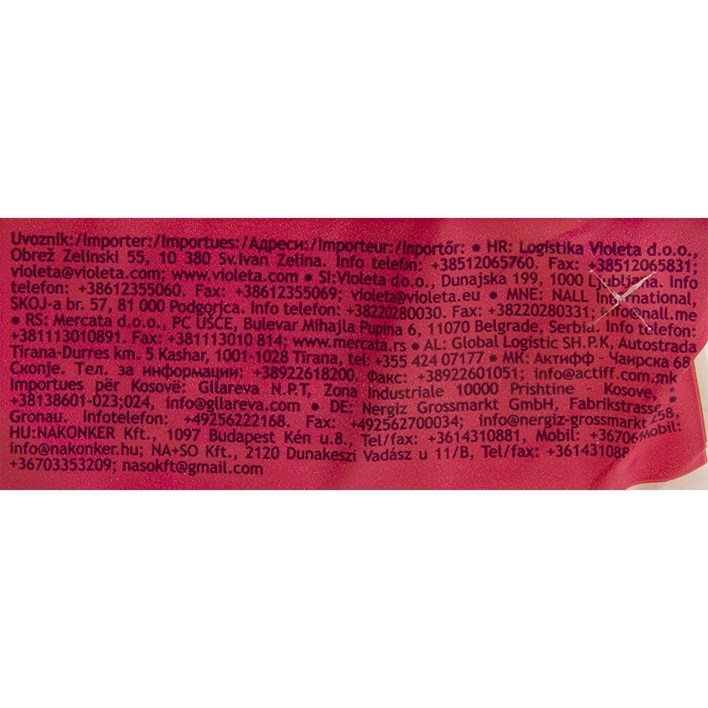 Uvoznik:/Importer:/Importues:/Адреси:/Importeur:/Inportőr: • HR: Logistika Violeta d.o.o.,
Obrež Zelinski 55, 10 380 Sv.Ivan Zelina. Info telefin: +38512065760. Fax: +38512065831;
violeta@violeta.com; www.violeta.com • SI:Violeta d.o.o., Dunajska 199, 1000 Ljubljana. Info
telefon: +38612355060. Fax: +38612355069; violeta@violeta.eu • MNE: NALL International,
SKOJ-a br. 57, 81 000 Podgorica. Info telefon: +38220280030. Fax: +38220280331; info@nall.me
• RS: Mercata d.o.o., PC UŠĆE, Bulevar Mihajla Pupina 6, 11070 Belgrade, Serbia. Info telefon:
+381113010891. Fax: +381113010 814; www.mercata.rs • AL: Global Logistic SH.P.K, Autostrada
Tirana-Durres km. 5 Kashar, 1001-1028 Tirana, tel: +355 424 07177 • МК: Актифф - Чаирска 68
Скопје. Тел. за информации: +38922618200. Факс: +38922601051; info@actiff.com.mk
Importues për Kosovë: Gllareva N.P.T, Zona Industriale 10000 Prishtine - Kosove,
+38138601-023;024, info@gllareva.com • DE: Nergiz Grossmarkt GmbH, Fabrikstrasse
Gronau. Infotelefon: +49256222168. Fax: +492562700034; info@nergiz-grossmarkt 258,
HU:NAKONKER Kft., 1097 Budapest Kén u.8., Tel/fax: +3614310881, Mobil: Mobil:
info@nakonker.hu; NA+SO Kft., 2120 Dunakeszi Vadász u 11/B, Tel/fax:
+36703353209; nasokft@gmail.com